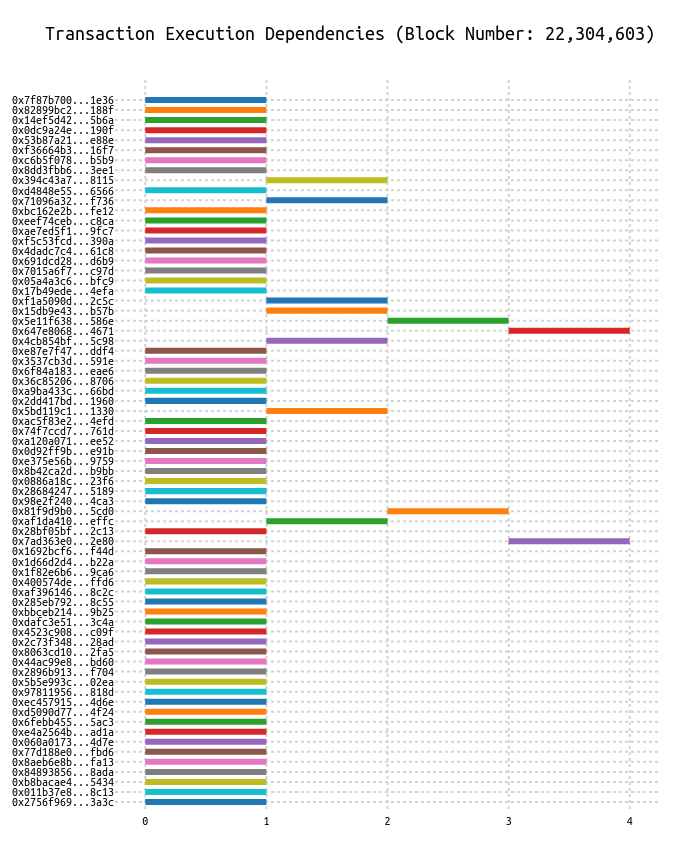 Transaction Execution Dependencies (Block Number: 22,304,603)
0x7f87b700...1e36
0x82899bc2...188f
0x14ef5d42...5b6a
0x0dc9a24e...190f
0x53b87a21...e88e
0xf36664b3...16f7
0xc6b5f078...b5b9
0x8dd3fbb6...3ee1
0x394c43a7...8115
0xd4848e55...6566
0x71096a32...f736
0xbc162e2b...fe12
0xeef74ceb...c8ca
0xae7ed5f1...9fc7
0xf5c53fcd...390a
0x4dadc7c4...61c8
0x691dcd28...d6b9
0x7015a6f7...c97d
0x05a4a3c6...bfc9
0x17b49ede...4efa
0xf1a5090d...2c5c
0x15db9e43...b57b
0x5e11f638...586e
0x647e8068...4671
0x4cb854bf...5c98
0xe87e7f47...ddf4
0x3537cb3d...591e
0x6f84a183...eae6
0x36c85206...8706
0xa9ba433c...66bd
0x2dd417bd...1960
0x5bd119c1...1330
0xac5f83e2...4efd
0x74f7ccd7...761d
0xa120a071...ee52
0x0d92ff9b...e91b
0xe375e56b...9759
0x8b42ca2d...b9bb
0x0886a18c...23f6
0x28684247...5189
0x98e2f240...4ca3
0x81f9d9b0...5cd0
0xaf1da410...effc
0x28bf05bf...2c13
0x7ad363e0...2e80
0x1692bcf6...f44d
0x1d66d2d4...b22a
0x1f82e6b6...9ca6
0x400574de...ffd6
0xaf396146...8c2c
0x285eb792...8c55
0xbbceb214...9b25
0xdafc3e51...3c4a
0x4523c908...c09f
0x2c73f348...28ad
0x8063cd10...2fa5
0x44ac99e8...bd60
0x2896b913...f704
0x5b5e993c...02ea
0x97811956...818d
0xec457915...4d6e
0xd5090d77...4f24
0x6febb455...5ac3
0xe4a2564b...ad1a
0x060a0173...4d7e
0x77d188e0...fbd6
0x8aeb6e8b...fa13
0x84893856...8ada
0xb8bacae4...5434
0x011b37e8...8c13
0x2756f969...3a3c
0 1 2 3 4